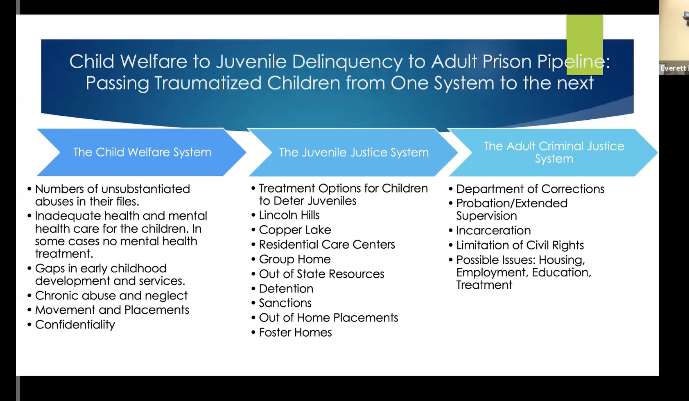 Child Welfare to Juvenile Delinquency to Adult Prison Pipeline:
Passing Traumatized Children from One System to the next
Everett
The Child Welfare System
• Numbers of unsubstantiated
abuses in their files.
• Inadequate health and mental
health care for the children. In
some cases no mental health
treatment.
• Gaps in early childhood
development and services.
• Chronic abuse and neglect
• Movement and Placements
• Confidentiality
The Juvenile Justice System
• Treatment Options for Children
to Deter Juveniles
• Lincoln Hills
• Copper Lake
• Residential Care Centers
• Group Home
• Out of State Resources
• Detention
• Sanctions
• Out of Home Placements
• Foster Homes
The Adult Criminal Justice
System
• Department of Corrections
• Probation/Extended
Supervision
• Incarceration
• Limitation of Civil Rights
• Possible Issues: Housing,
Employment, Education,
Treatment